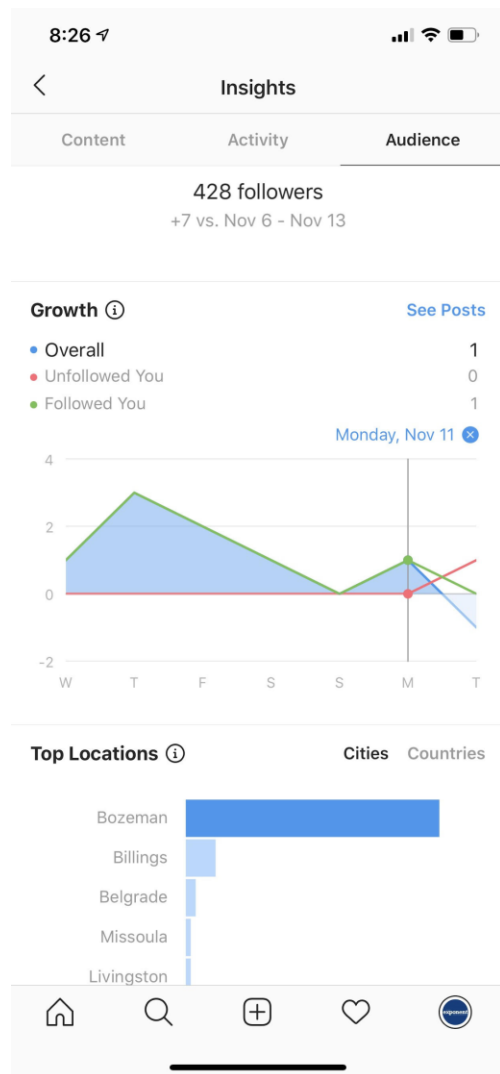 8:26
Insights
Content Activity Audience
428 followers
+7 vs. Nov 6 - Nov 13
Growth See Posts
Overall 1
Unfollowed You 0
Followed You 1
Monday, Nov 11
4
2
0
-2
W T F S S M T
Top Locations Cities Countries
Bozeman
Billings
Belgrade
Missoula
Livingston